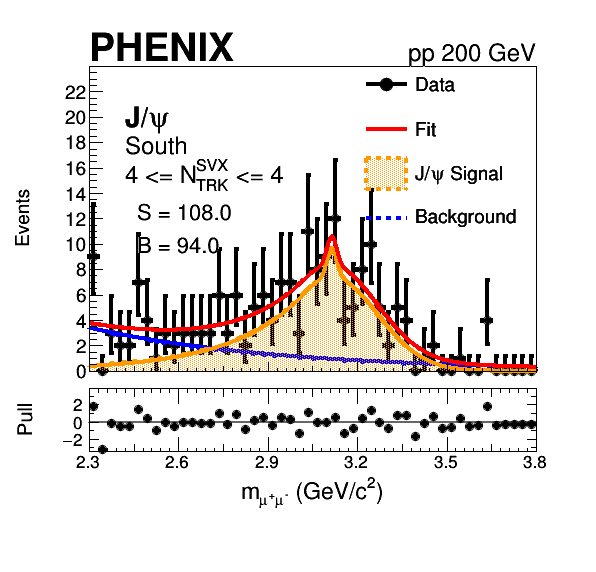 PHENIX
pp 200 GeV
Events
22
20
18
16
14
12
10
8
6
4
2
0
J/ψ
South
4 <= N^SVX_TRK <= 4
S = 108.0
B = 94.0
Data
Fit
J/ψ Signal
Background
Pull
2
0
−2
2.3 2.6 2.9 3.2 3.5 3.8
m_μ⁺μ⁻ (GeV/c²)